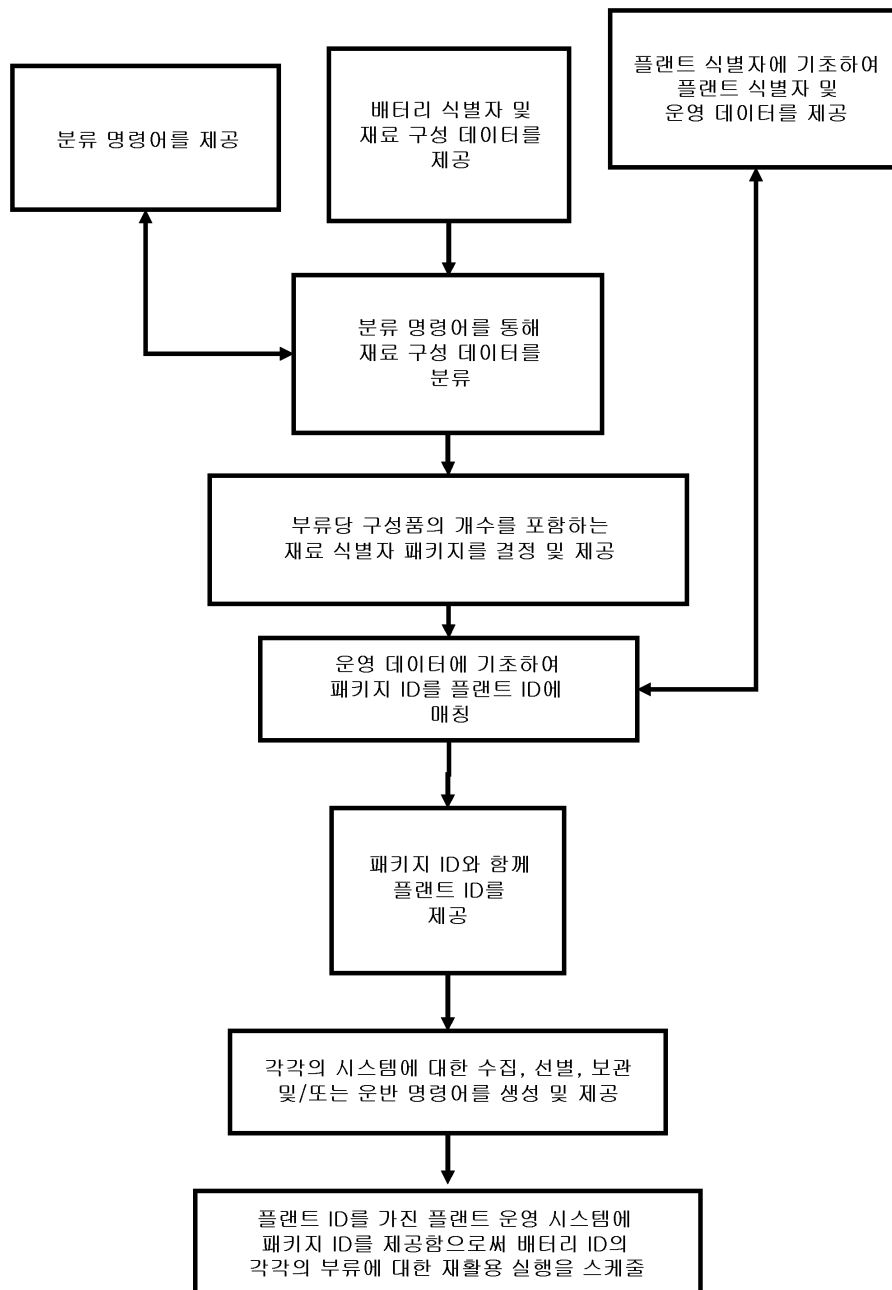 분류 명령어를 제공
배터리 식별자 및
재료 구성 데이터를
제공
플랜트 식별자에 기초하여
플랜트 식별자 및
운영 데이터를 제공
분류 명령어를 통해
재료 구성 데이터를
분류
부류당 구성품의 개수를 포함하는
재료 식별자 패키지를 결정 및 제공
운영 데이터에 기초하여
패키지 ID를 플랜트 ID에
매칭
패키지 ID와 함께
플랜트 ID를
제공
각각의 시스템에 대한 수집, 선별, 보관
및/또는 운반 명령어를 생성 및 제공
플랜트 ID를 가진 플랜트 운영 시스템에
패키지 ID를 제공함으로써 배터리 ID의
각각의 부류에 대한 재활용 실행을 스케줄